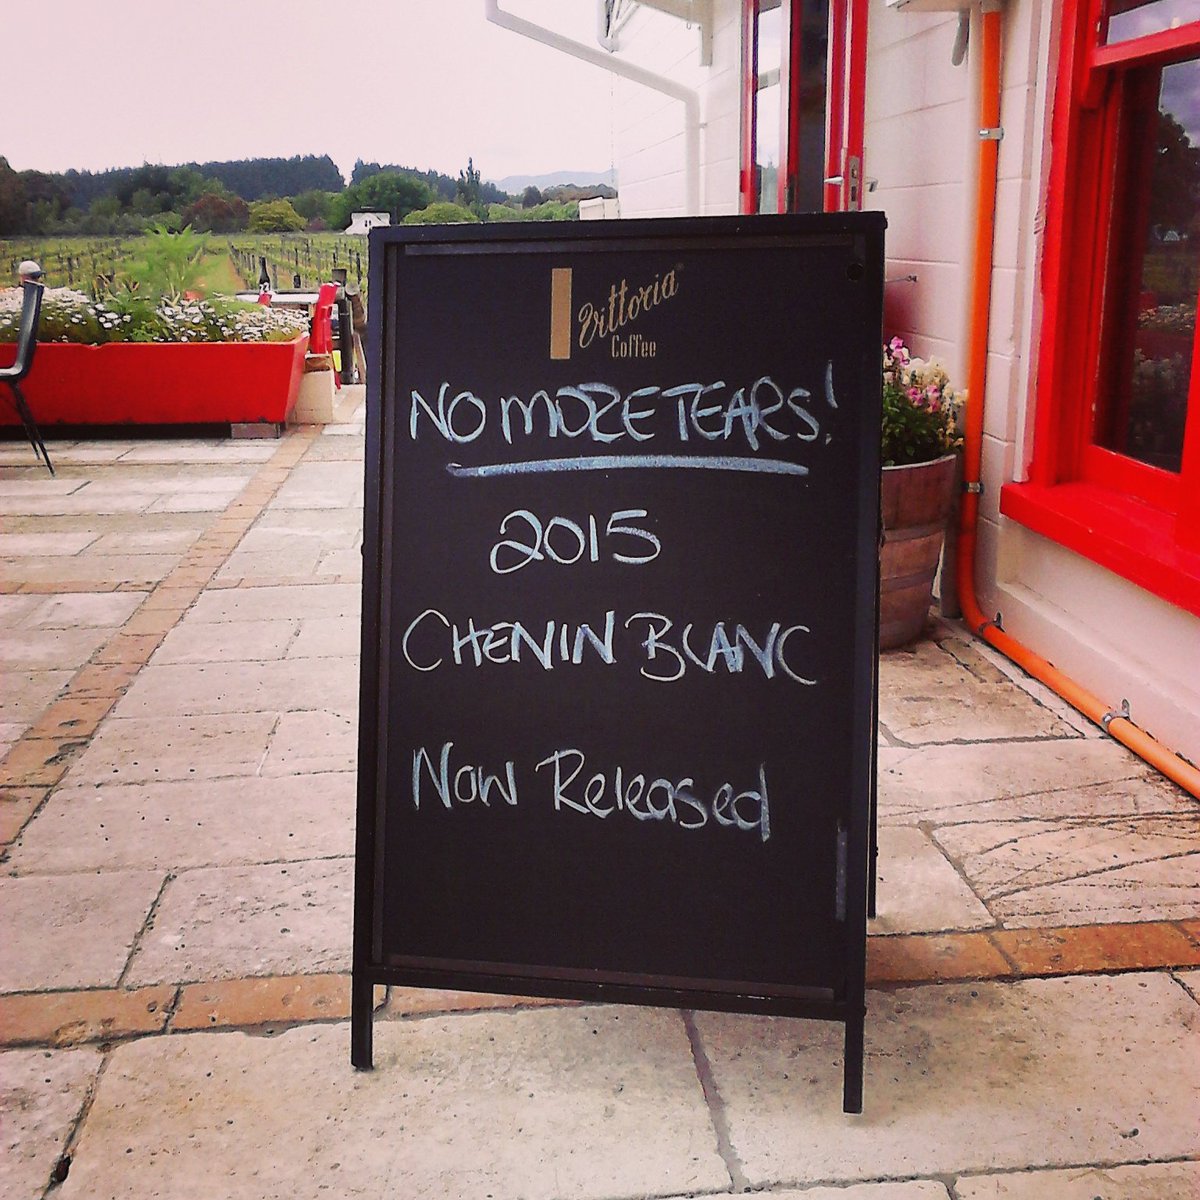 Vittoria®
Coffee
NO MORE TEARS!
2015
CHENIN BLANC
Now Released